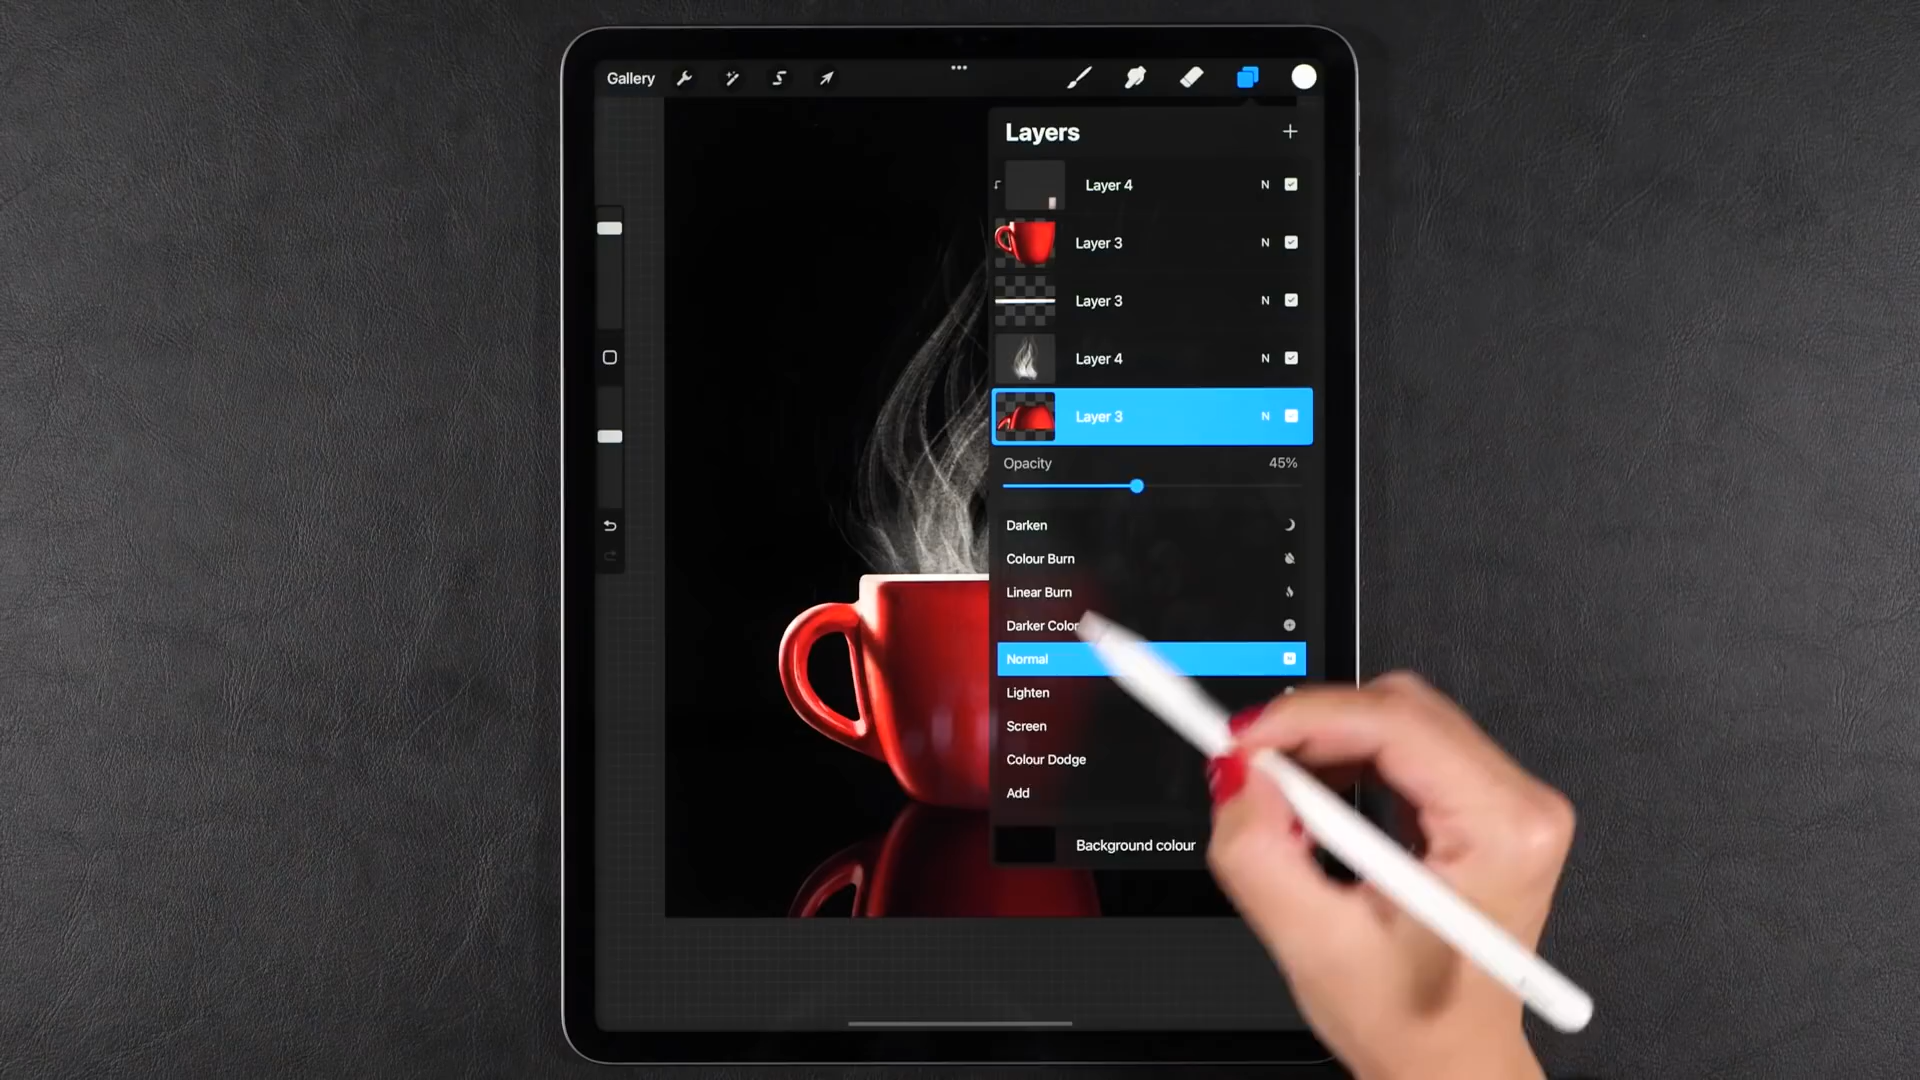 Gallery
Layers
Layer 4 N
Layer 3 N
Layer 3 N
Layer 4 N
Layer 3 N
Opacity 45%
Darken
Colour Burn
Linear Burn
Darker Color
Normal N
Lighten
Screen
Colour Dodge
Add
Background colour